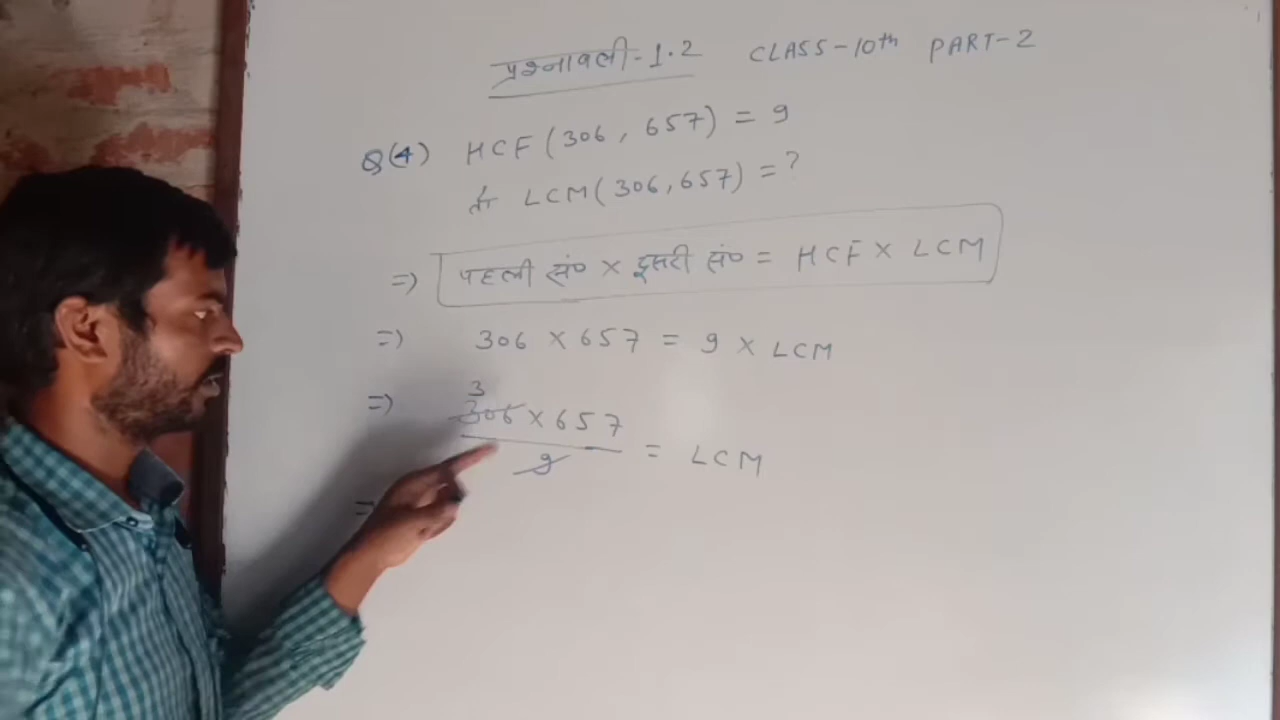 प्रश्नावली-1.2 CLASS-10th PART-2
Q(4) HCF(306, 657) = 9
तो LCM(306,657) = ?
=> पहली सं० × दूसरी सं० = HCF × LCM
=> 306 × 657 = 9 × LCM
3
=> 306 × 657
9 = LCM
=